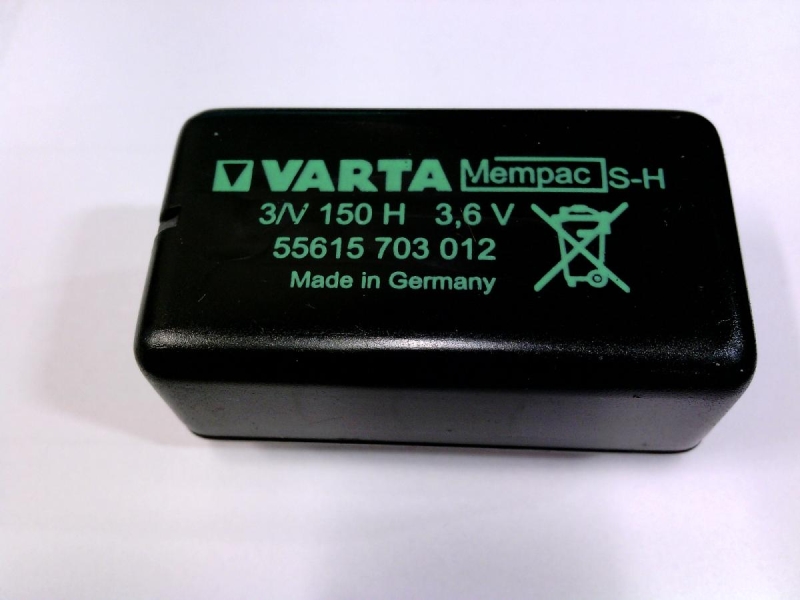 VARTA Mempac S-H
3/V 150 H 3,6 V
55615 703 012
Made in Germany